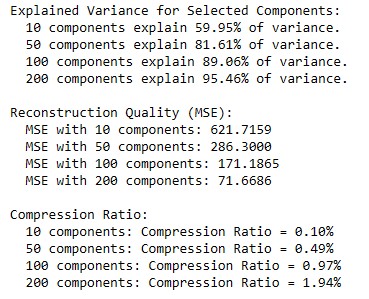 Explained Variance for Selected Components:
10 components explain 59.95% of variance.
50 components explain 81.61% of variance.
100 components explain 89.06% of variance.
200 components explain 95.46% of variance.
Reconstruction Quality (MSE):
MSE with 10 components: 621.7159
MSE with 50 components: 286.3000
MSE with 100 components: 171.1865
MSE with 200 components: 71.6686
Compression Ratio:
10 components: Compression Ratio = 0.10%
50 components: Compression Ratio = 0.49%
100 components: Compression Ratio = 0.97%
200 components: Compression Ratio = 1.94%